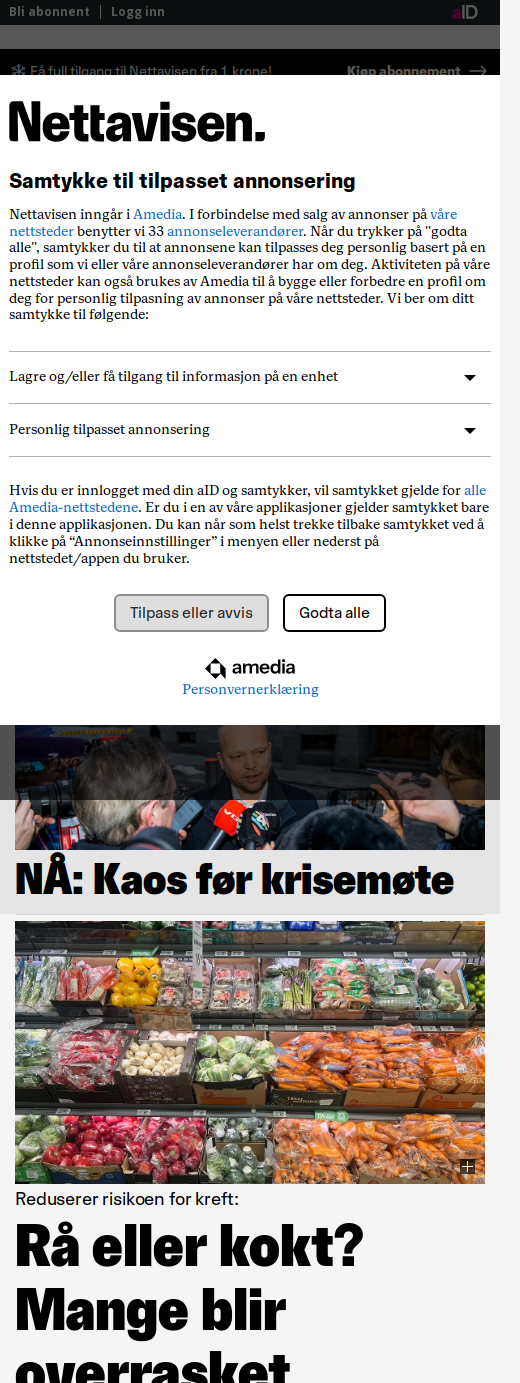 Bli abonnent | Logg inn
aID
Få full tilgang til Nettavisen fra 1 krone!
Kjøp abonnement
Nettavisen.
Samtykke til tilpasset annonsering
Nettavisen inngår i Amedia. I forbindelse med salg av annonser på våre
nettsteder benytter vi 33 annonseleverandører. Når du trykker på "godta
alle", samtykker du til at annonsene kan tilpasses deg personlig basert på en
profil som vi eller våre annonseleverandører har om deg. Aktiviteten på våre
nettsteder kan også brukes av Amedia til å bygge eller forbedre en profil om
deg for personlig tilpasning av annonser på våre nettsteder. Vi ber om ditt
samtykke til følgende:
Lagre og/eller få tilgang til informasjon på en enhet
Personlig tilpasset annonsering
Hvis du er innlogget med din aID og samtykker, vil samtykket gjelde for alle
Amedia-nettstedene. Er du i en av våre applikasjoner gjelder samtykket bare
i denne applikasjonen. Du kan når som helst trekke tilbake samtykket ved å
klikke på “Annonseinnstillinger” i menyen eller nederst på
nettstedet/appen du bruker.
Tilpass eller avvis
Godta alle
amedia
Personvernerklæring
VG
NÅ: Kaos før krisemøte
Reduserer risikoen for kreft:
Rå eller kokt?
Mange blir
overrasket